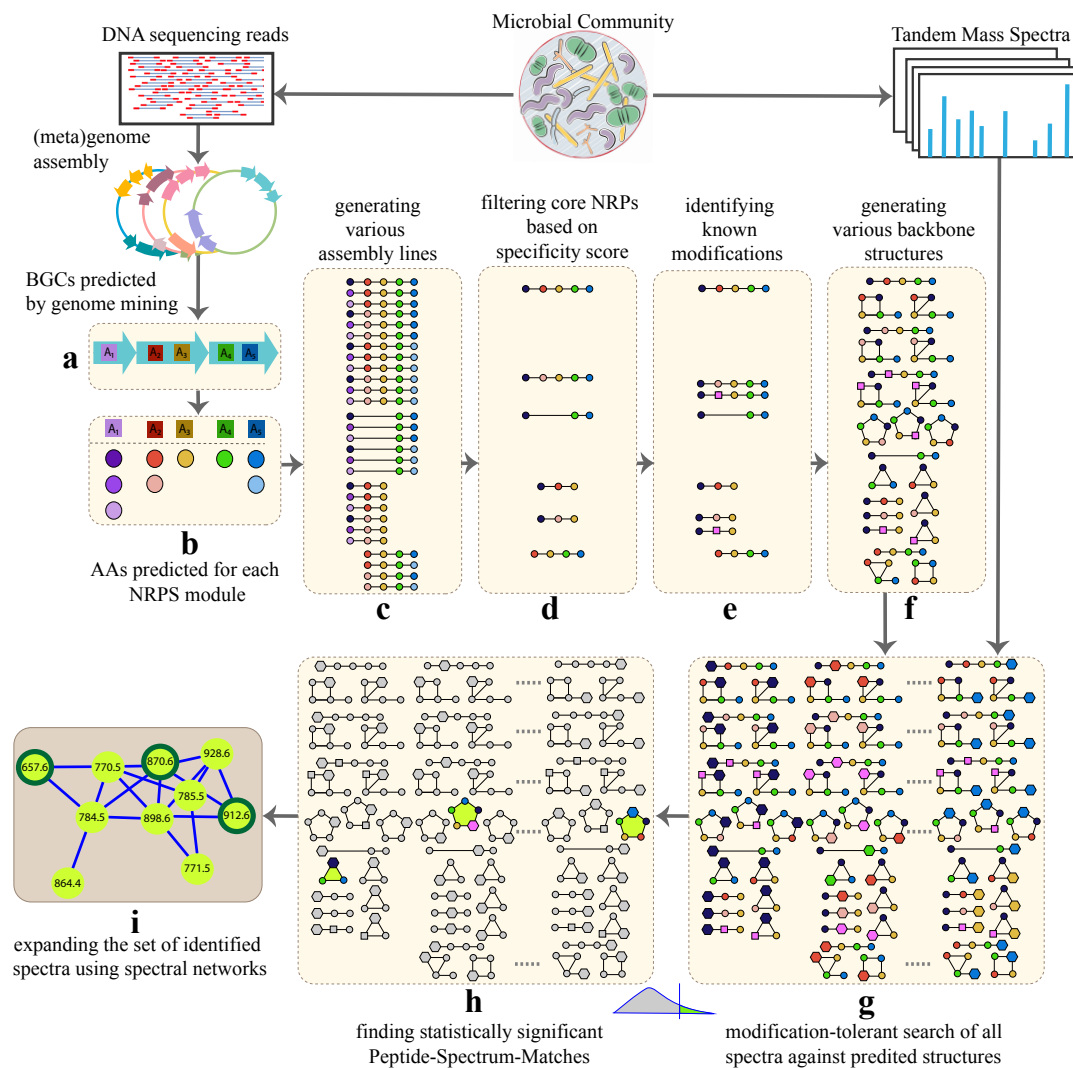 Microbial Community
DNA sequencing reads
Tandem Mass Spectra
(meta)genome
assembly
BGCs predicted
by genome mining
generating
various
assembly lines
filtering core NRPs
based on
specificity score
identifying
known
modifications
generating
various backbone
structures
a
A1 A2 A3 A4 A5
A1 A2 A3 A4 A5
b
AAs predicted for each
NRPS module
c
d
e
f
657.6
770.5
870.6
928.6
785.5
784.5
898.6
912.6
864.4
771.5
i
expanding the set of identified
spectra using spectral networks
h
finding statistically significant
Peptide-Spectrum-Matches
g
modification-tolerant search of all
spectra against predited structures